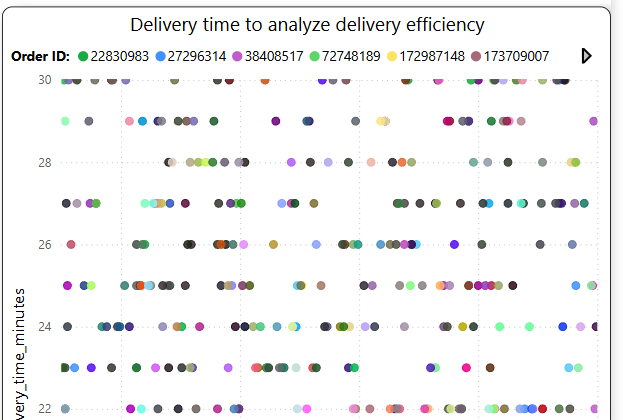 Delivery time to analyze delivery efficiency
Order ID: 22830983 27296314 38408517 72748189 172987148 173709007
30
28
26
24
22
very_time_minutes